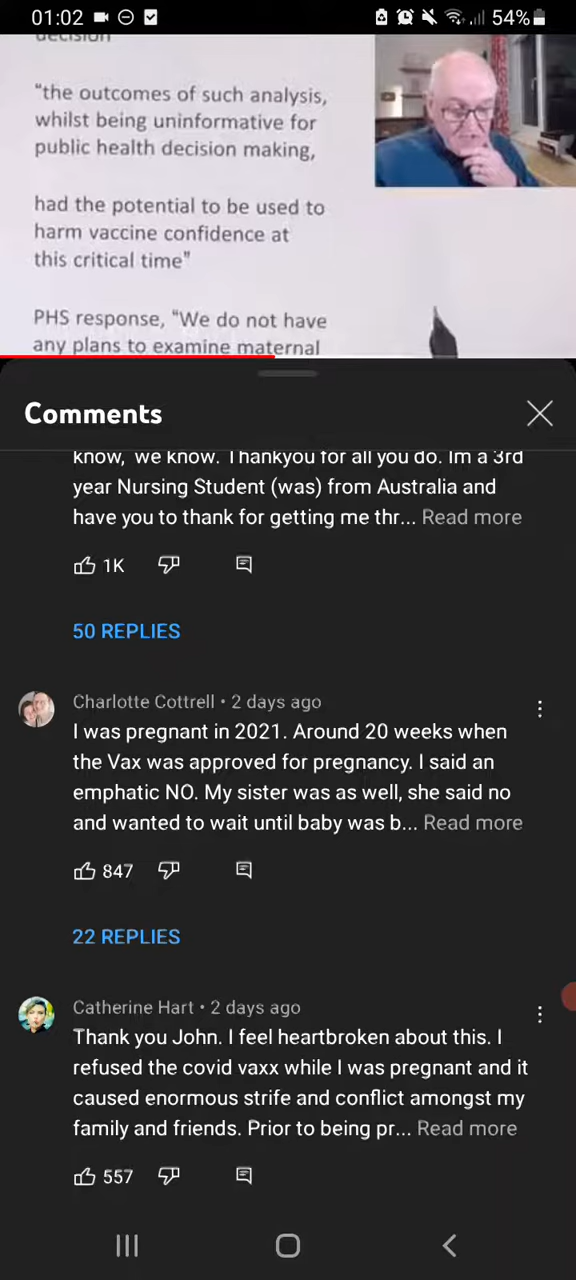 01:02
54%
decision
"the outcomes of such analysis,
whilst being uninformative for
public health decision making,
had the potential to be used to
harm vaccine confidence at
this critical time"
PHS response, "We do not have
any plans to examine maternal
Comments
know, we know. Thankyou for all you do. Im a 3rd
year Nursing Student (was) from Australia and
have you to thank for getting me thr... Read more
1K
50 REPLIES
Charlotte Cottrell • 2 days ago
I was pregnant in 2021. Around 20 weeks when
the Vax was approved for pregnancy. I said an
emphatic NO. My sister was as well, she said no
and wanted to wait until baby was b... Read more
847
22 REPLIES
Catherine Hart • 2 days ago
Thank you John. I feel heartbroken about this. I
refused the covid vaxx while I was pregnant and it
caused enormous strife and conflict amongst my
family and friends. Prior to being pr... Read more
557